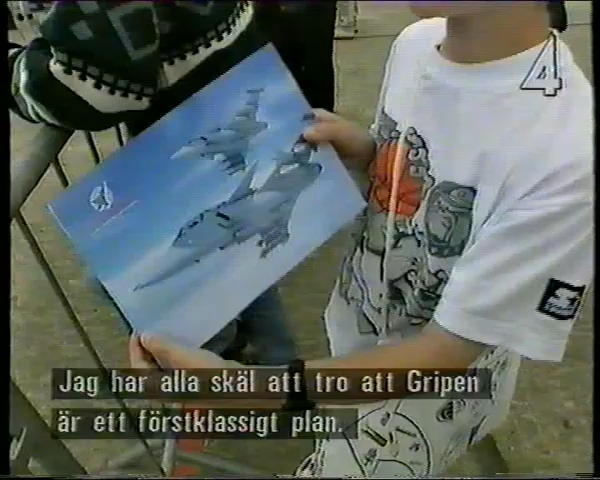 4
Jag har alla skäl att tro att Gripen
är ett förstklassigt plan.